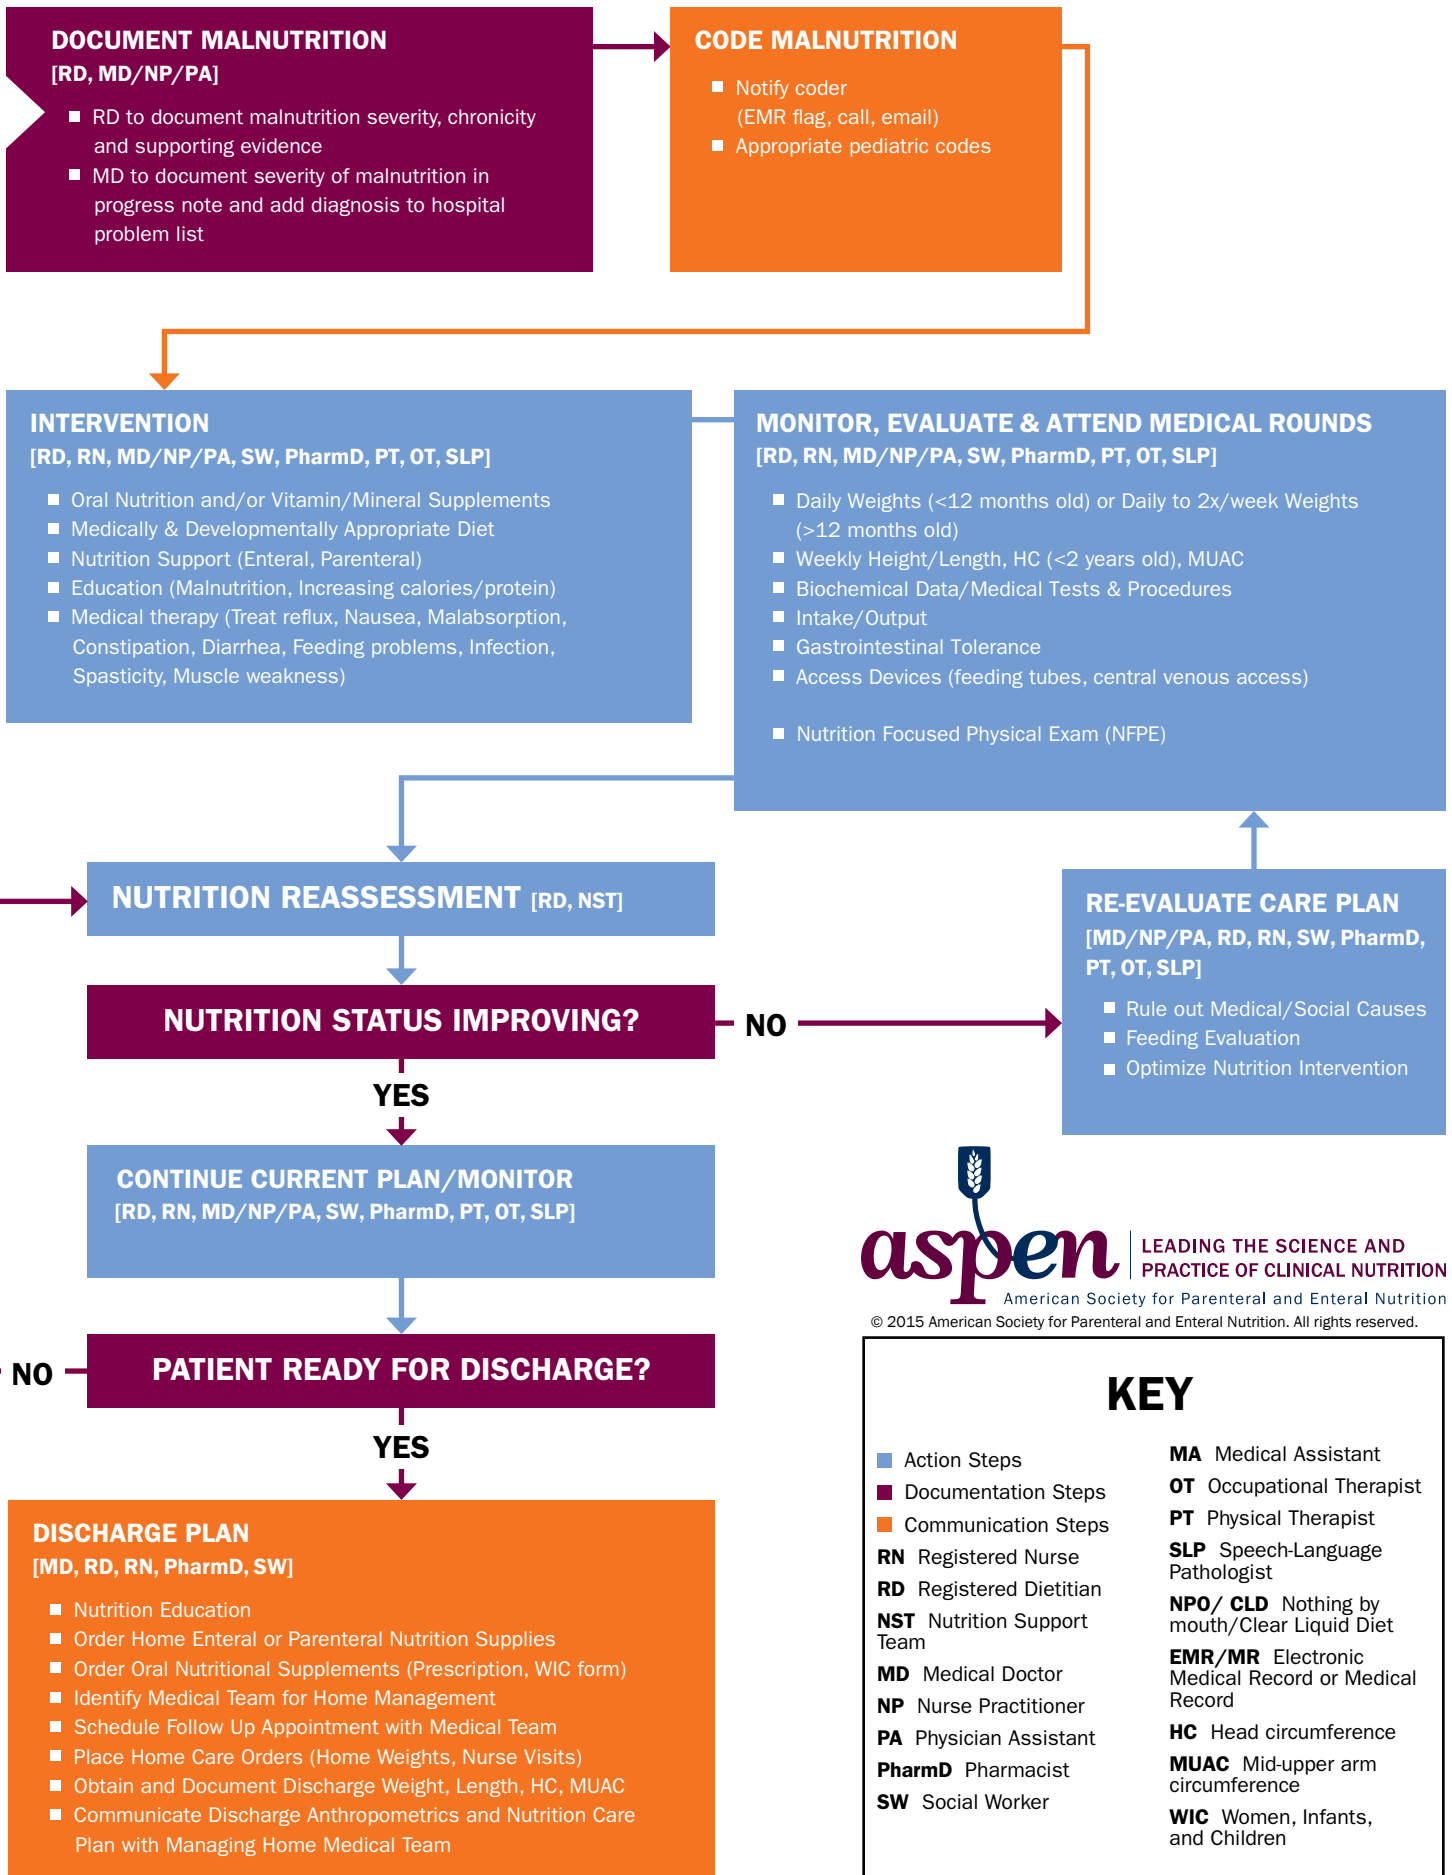 DOCUMENT MALNUTRITION
[RD, MD/NP/PA]
RD to document malnutrition severity, chronicity
and supporting evidence
MD to document severity of malnutrition in
progress note and add diagnosis to hospital
problem list
CODE MALNUTRITION
Notify coder
(EMR flag, call, email)
Appropriate pediatric codes
INTERVENTION
[RD, RN, MD/NP/PA, SW, PharmD, PT, OT, SLP]
Oral Nutrition and/or Vitamin/Mineral Supplements
Medically & Developmentally Appropriate Diet
Nutrition Support (Enteral, Parenteral)
Education (Malnutrition, Increasing calories/protein)
Medical therapy (Treat reflux, Nausea, Malabsorption,
Constipation, Diarrhea, Feeding problems, Infection,
Spasticity, Muscle weakness)
MONITOR, EVALUATE & ATTEND MEDICAL ROUNDS
[RD, RN, MD/NP/PA, SW, PharmD, PT, OT, SLP]
Daily Weights (<12 months old) or Daily to 2x/week Weights
(>12 months old)
Weekly Height/Length, HC (<2 years old), MUAC
Biochemical Data/Medical Tests & Procedures
Intake/Output
Gastrointestinal Tolerance
Access Devices (feeding tubes, central venous access)
Nutrition Focused Physical Exam (NFPE)
NUTRITION REASSESSMENT [RD, NST]
NUTRITION STATUS IMPROVING?
NO
RE-EVALUATE CARE PLAN
[MD/NP/PA, RD, RN, SW, PharmD,
PT, OT, SLP]
Rule out Medical/Social Causes
Feeding Evaluation
Optimize Nutrition Intervention
YES
CONTINUE CURRENT PLAN/MONITOR
[RD, RN, MD/NP/PA, SW, PharmD, PT, OT, SLP]
NO
PATIENT READY FOR DISCHARGE?
YES
DISCHARGE PLAN
[MD, RD, RN, PharmD, SW]
Nutrition Education
Order Home Enteral or Parenteral Nutrition Supplies
Order Oral Nutritional Supplements (Prescription, WIC form)
Identify Medical Team for Home Management
Schedule Follow Up Appointment with Medical Team
Place Home Care Orders (Home Weights, Nurse Visits)
Obtain and Document Discharge Weight, Length, HC, MUAC
Communicate Discharge Anthropometrics and Nutrition Care
Plan with Managing Home Medical Team
aspen
LEADING THE SCIENCE AND
PRACTICE OF CLINICAL NUTRITION
American Society for Parenteral and Enteral Nutrition
© 2015 American Society for Parenteral and Enteral Nutrition. All rights reserved.
KEY
Action Steps
Documentation Steps
Communication Steps
RN Registered Nurse
RD Registered Dietitian
NST Nutrition Support
Team
MD Medical Doctor
NP Nurse Practitioner
PA Physician Assistant
PharmD Pharmacist
SW Social Worker
MA Medical Assistant
OT Occupational Therapist
PT Physical Therapist
SLP Speech-Language
Pathologist
NPO/ CLD Nothing by
mouth/Clear Liquid Diet
EMR/MR Electronic
Medical Record or Medical
Record
HC Head circumference
MUAC Mid-upper arm
circumference
WIC Women, Infants,
and Children